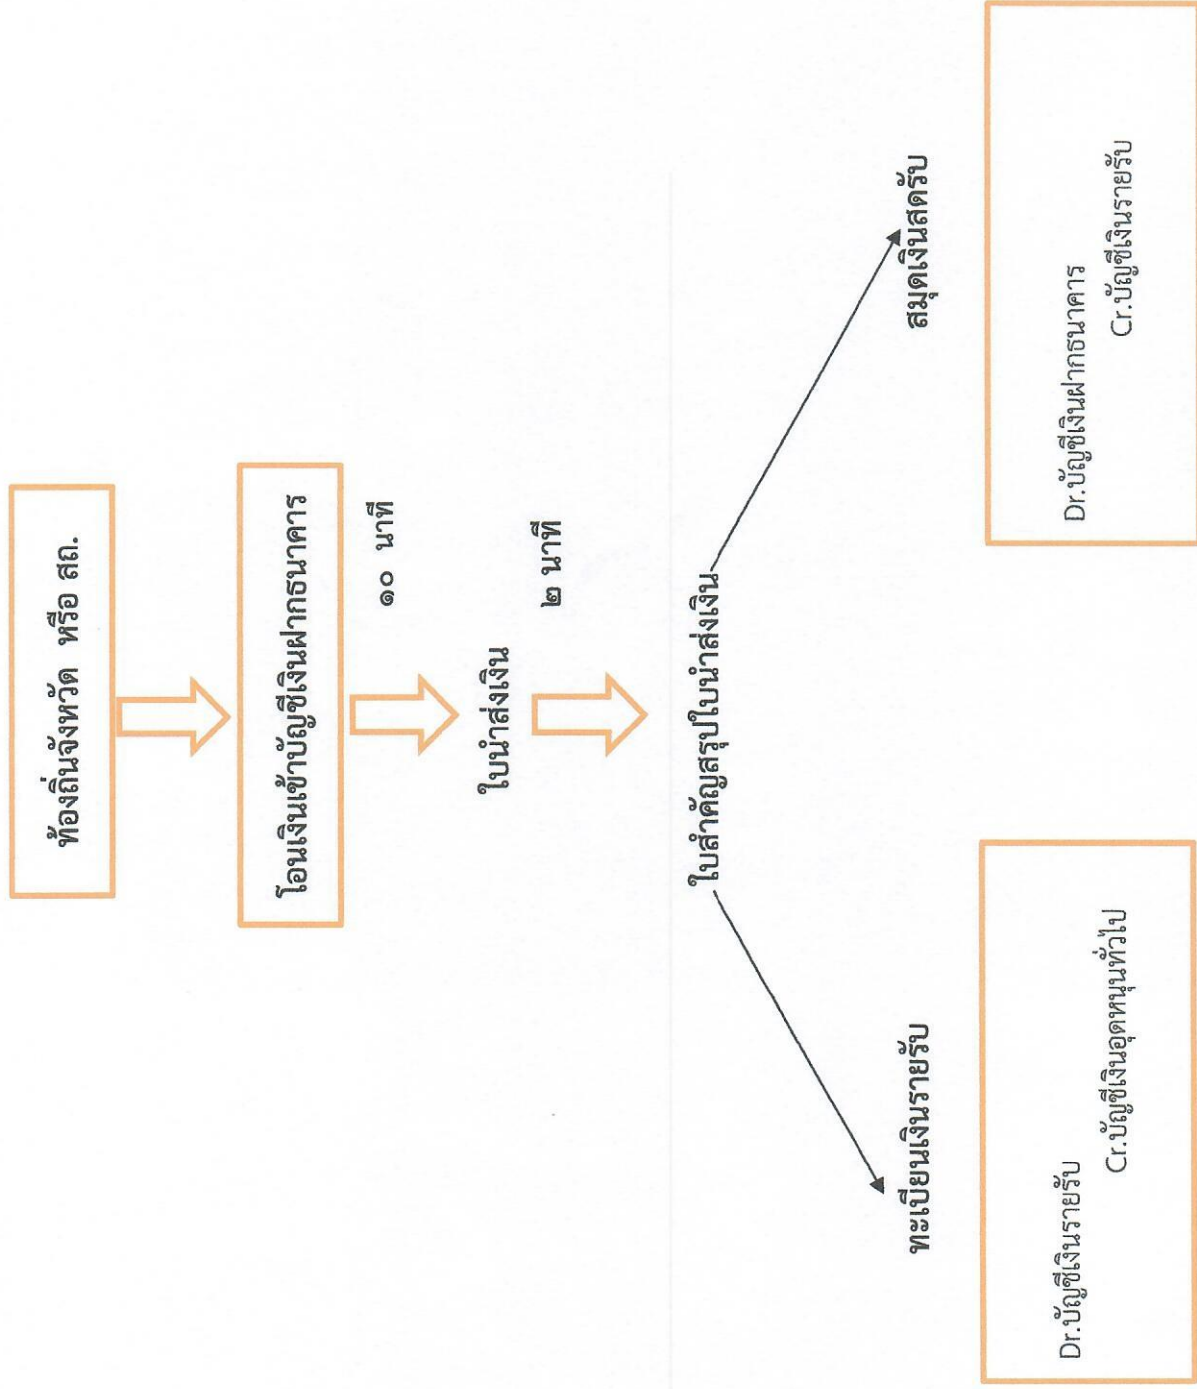 ท้องถิ่นจังหวัด หรือ สถ.
โอนเงินเข้าบัญชีเงินฝากธนาคาร
๑๐ นาที
ใบนำส่งเงิน
๒ นาที
ใบสำคัญสรุปใบนำส่งเงิน
ทะเบียนเงินรายรับ
สมุดเงินสดรับ
Dr.บัญชีเงินรายรับ
Cr.บัญชีเงินอุดหนุนทั่วไป
Dr.บัญชีเงินฝากธนาคาร
Cr.บัญชีเงินรายรับ